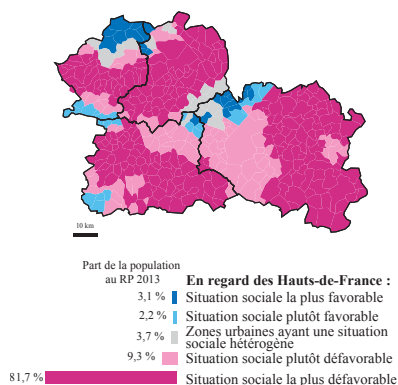 10 km
Part de la population
au RP 2013
En regard des Hauts-de-France :
3,1 % Situation sociale la plus favorable
2,2 % Situation sociale plutôt favorable
3,7 % Zones urbaines ayant une situation
sociale hétérogène
9,3 % Situation sociale plutôt défavorable
81,7 % Situation sociale la plus défavorable